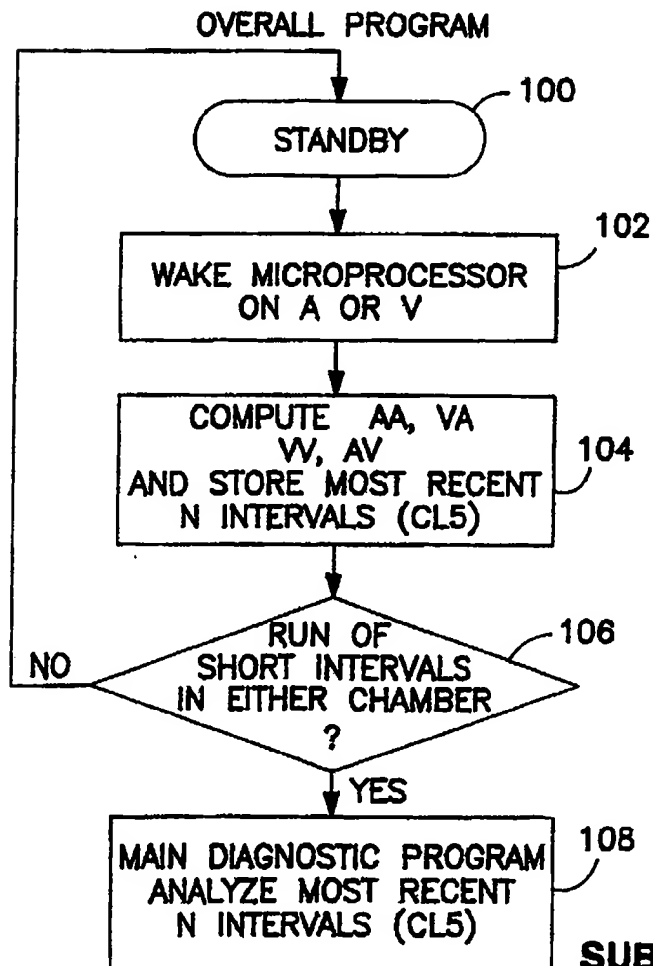 OVERALL PROGRAM
100
STANDBY
102
WAKE MICROPROCESSOR
ON A OR V
COMPUTE AA, VA
VV, AV
AND STORE MOST RECENT
N INTERVALS (CL5)
104
RUN OF
SHORT INTERVALS
IN EITHER CHAMBER
?
106
NO
YES
MAIN DIAGNOSTIC PROGRAM
ANALYZE MOST RECENT
N INTERVALS (CL5)
108
SUB